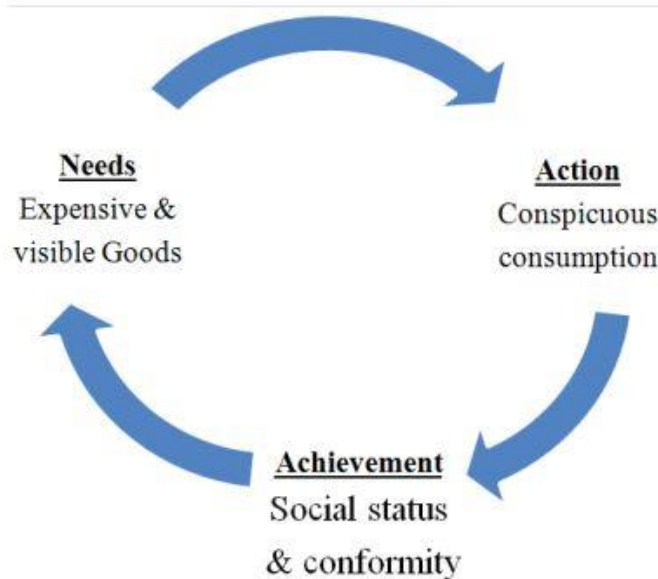 Needs
Expensive &
visible Goods
Action
Conspicuous
consumption
Achievement
Social status
& conformity